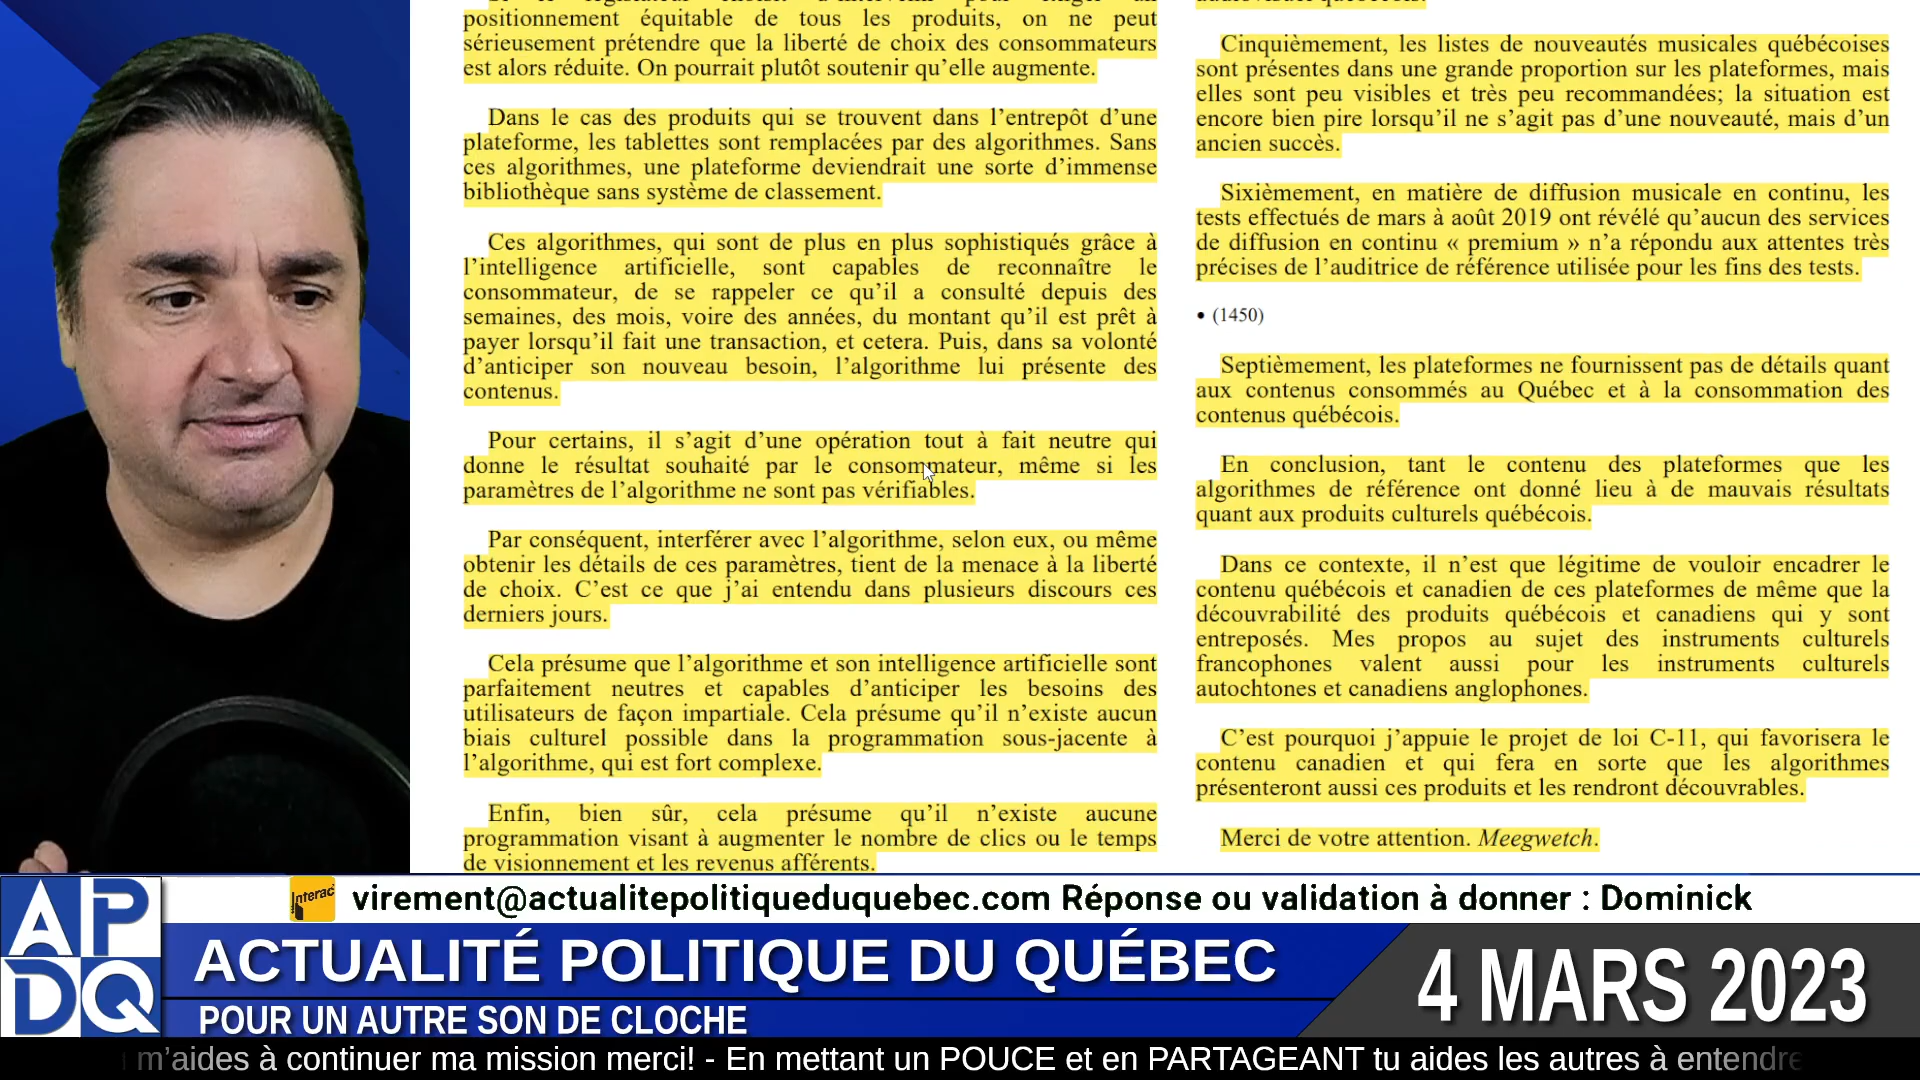 positionnement équitable de tous les produits, on ne peut
sérieusement prétendre que la liberté de choix des consommateurs
est alors réduite. On pourrait plutôt soutenir qu’elle augmente.
Dans le cas des produits qui se trouvent dans l’entrepôt d’une
plateforme, les tablettes sont remplacées par des algorithmes. Sans
ces algorithmes, une plateforme deviendrait une sorte d’immense
bibliothèque sans système de classement.
Ces algorithmes, qui sont de plus en plus sophistiqués grâce à
l’intelligence artificielle, sont capables de reconnaître le
consommateur, de se rappeler ce qu’il a consulté depuis des
semaines, des mois, voire des années, du montant qu’il est prêt à
payer lorsqu’il fait une transaction, et cetera. Puis, dans sa volonté
d’anticiper son nouveau besoin, l’algorithme lui présente des
contenus.
Pour certains, il s’agit d’une opération tout à fait neutre qui
donne le résultat souhaité par le consommateur, même si les
paramètres de l’algorithme ne sont pas vérifiables.
Par conséquent, interférer avec l’algorithme, selon eux, ou même
obtenir les détails de ces paramètres, tient de la menace à la liberté
de choix. C’est ce que j’ai entendu dans plusieurs discours ces
derniers jours.
Cela présume que l’algorithme et son intelligence artificielle sont
parfaitement neutres et capables d’anticiper les besoins des
utilisateurs de façon impartiale. Cela présume qu’il n’existe aucun
biais culturel possible dans la programmation sous-jacente à
l’algorithme, qui est fort complexe.
Enfin, bien sûr, cela présume qu’il n’existe aucune
programmation visant à augmenter le nombre de clics ou le temps
de visionnement et les revenus afférents.
Cinquièmement, les listes de nouveautés musicales québécoises
sont présentes dans une grande proportion sur les plateformes, mais
elles sont peu visibles et très peu recommandées; la situation est
encore bien pire lorsqu’il ne s’agit pas d’une nouveauté, mais d’un
ancien succès.
Sixièmement, en matière de diffusion musicale en continu, les
tests effectués de mars à août 2019 ont révélé qu’aucun des services
de diffusion en continu « premium » n’a répondu aux attentes très
précises de l’auditrice de référence utilisée pour les fins des tests.
• (1450)
Septièmement, les plateformes ne fournissent pas de détails quant
aux contenus consommés au Québec et à la consommation des
contenus québécois.
En conclusion, tant le contenu des plateformes que les
algorithmes de référence ont donné lieu à de mauvais résultats
quant aux produits culturels québécois.
Dans ce contexte, il n’est que légitime de vouloir encadrer le
contenu québécois et canadien de ces plateformes de même que la
découvrabilité des produits québécois et canadiens qui y sont
entreposés. Mes propos au sujet des instruments culturels
francophones valent aussi pour les instruments culturels
autochtones et canadiens anglophones.
C’est pourquoi j’appuie le projet de loi C-11, qui favorisera le
contenu canadien et qui fera en sorte que les algorithmes
présenteront aussi ces produits et les rendront découvrables.
Merci de votre attention. Meegwetch.
Interac
virement@actualitepolitiqueduquebec.com Réponse ou validation à donner : Dominick
APDQ
ACTUALITÉ POLITIQUE DU QUÉBEC
POUR UN AUTRE SON DE CLOCHE
4 MARS 2023
m'aides à continuer ma mission merci! - En mettant un POUCE et en PARTAGEANT tu aides les autres à entendre